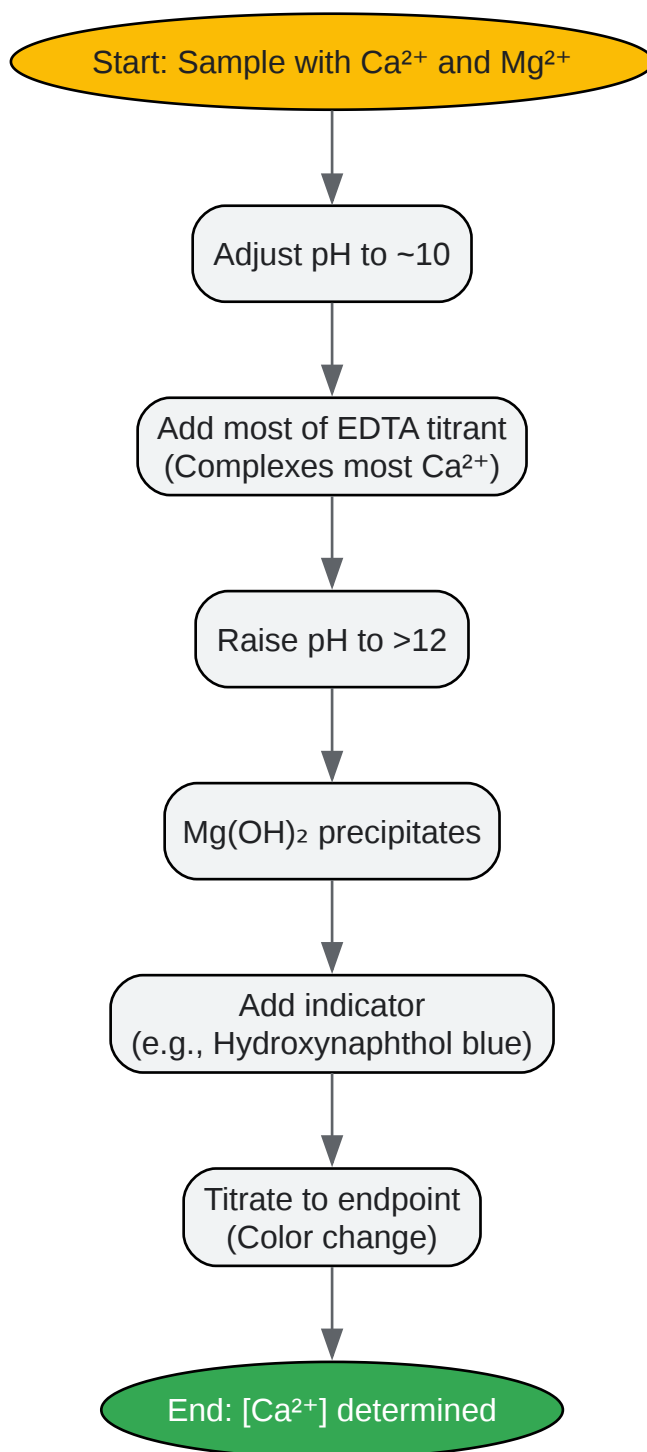 Start: Sample with Ca²⁺ and Mg²⁺
Adjust pH to ~10
Add most of EDTA titrant
(Complexes most Ca²⁺)
Raise pH to >12
Mg(OH)₂ precipitates
Add indicator
(e.g., Hydroxynaphthol blue)
Titrate to endpoint
(Color change)
End: [Ca²⁺] determined